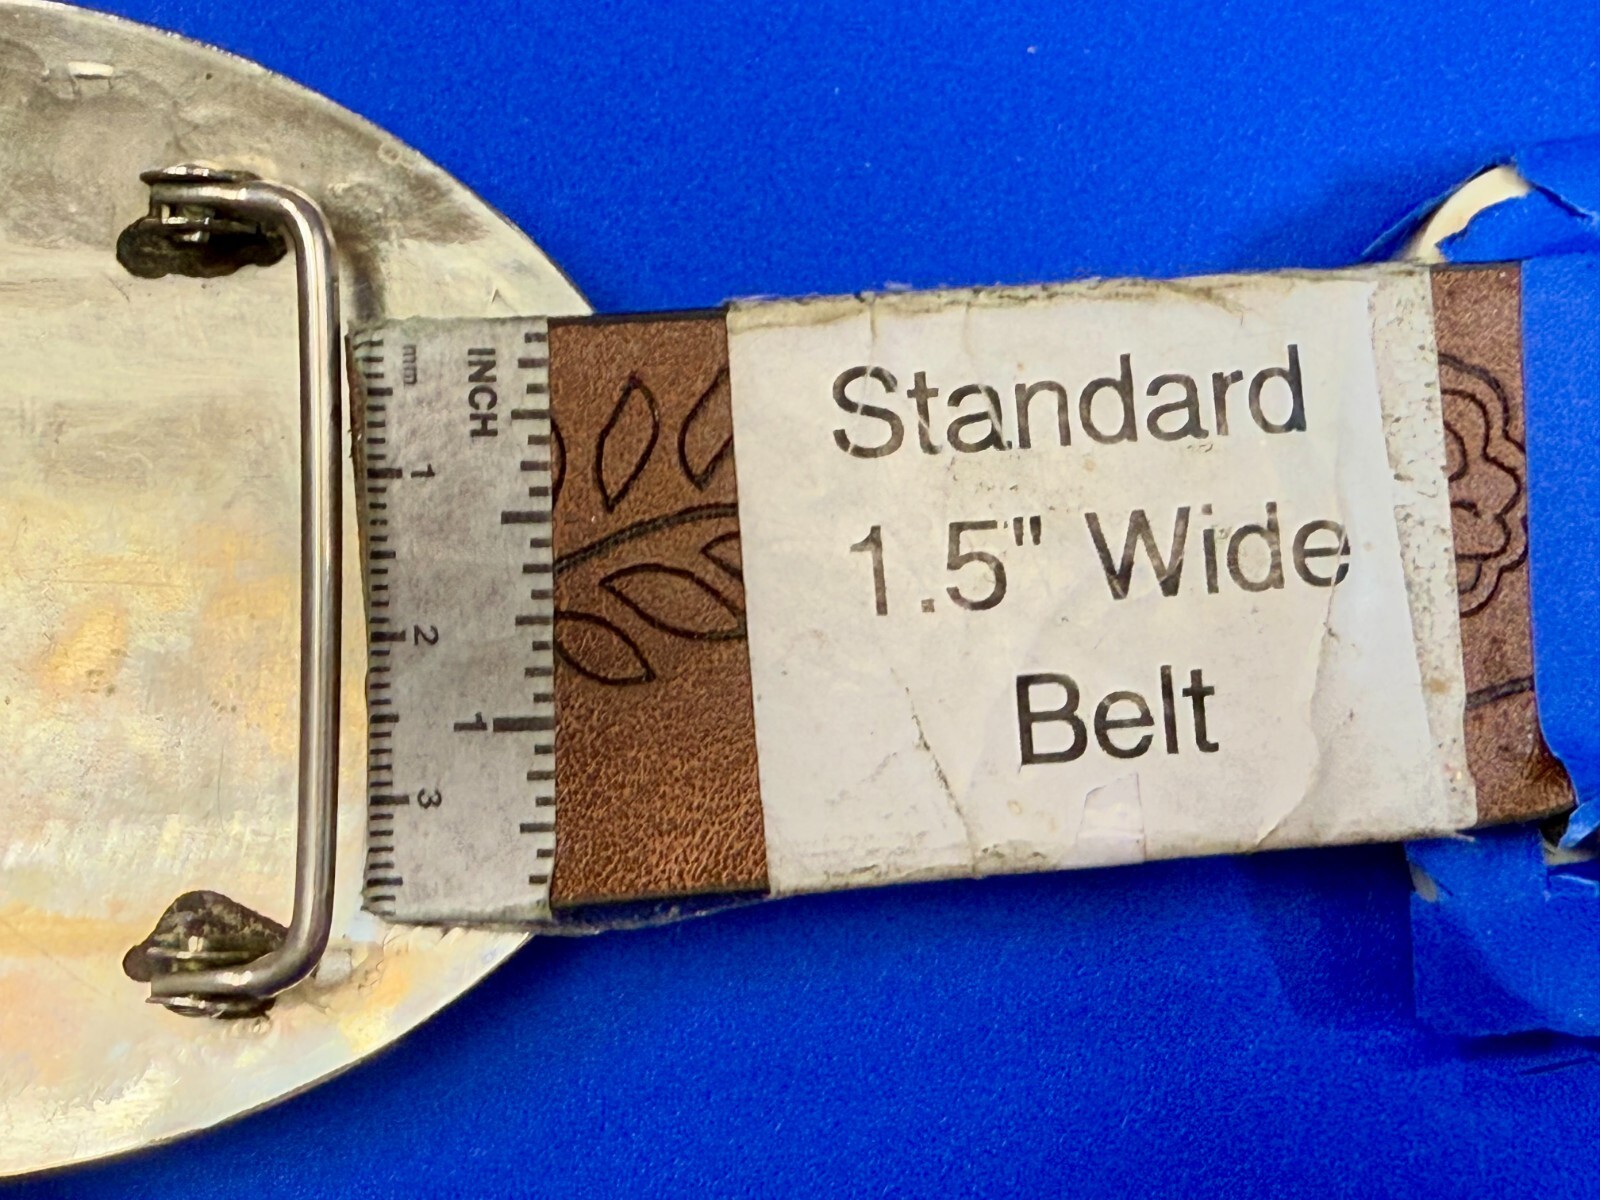 Standard
1.5" Wide
Belt
INCH
1
mm
1
2
3